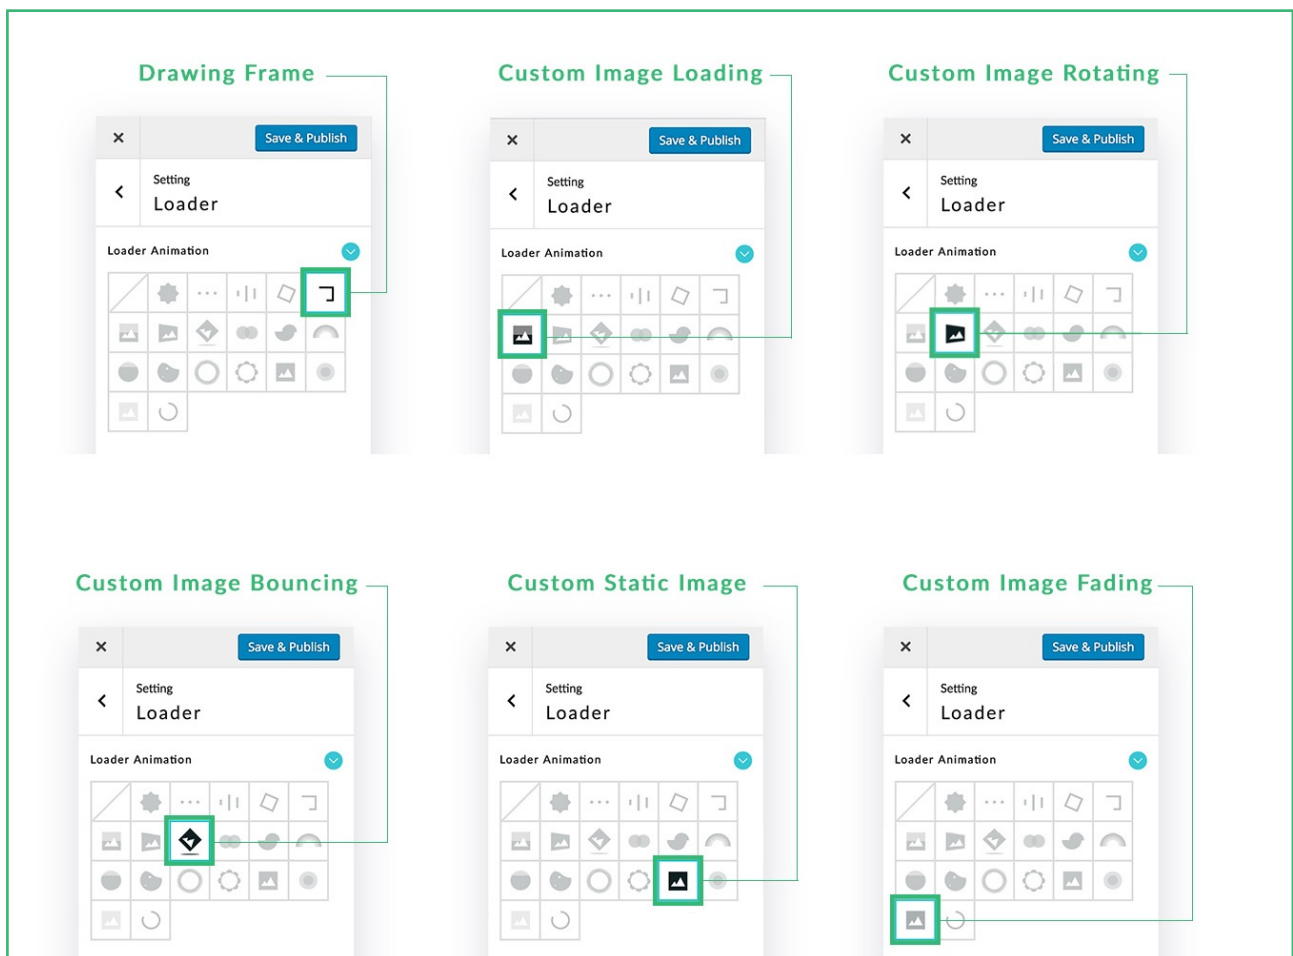 Drawing Frame
Save & Publish
Setting
Loader
Loader Animation
Custom Image Loading
Save & Publish
Setting
Loader
Loader Animation
Custom Image Rotating
Save & Publish
Setting
Loader
Loader Animation
Custom Image Bouncing
Save & Publish
Setting
Loader
Loader Animation
Custom Static Image
Save & Publish
Setting
Loader
Loader Animation
Custom Image Fading
Save & Publish
Setting
Loader
Loader Animation